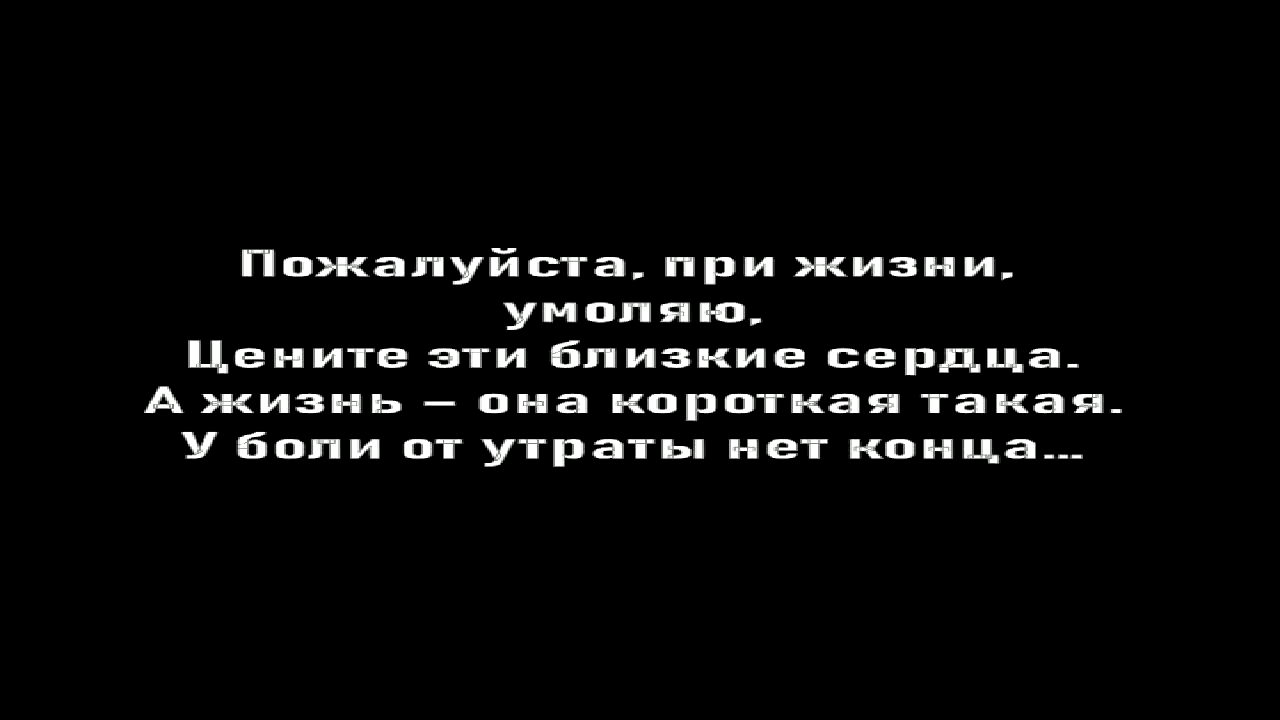 Пожалуйста, при жизни,
умоляю,
Цените эти близкие сердца.
А жизнь – она короткая такая.
У боли от утраты нет конца...